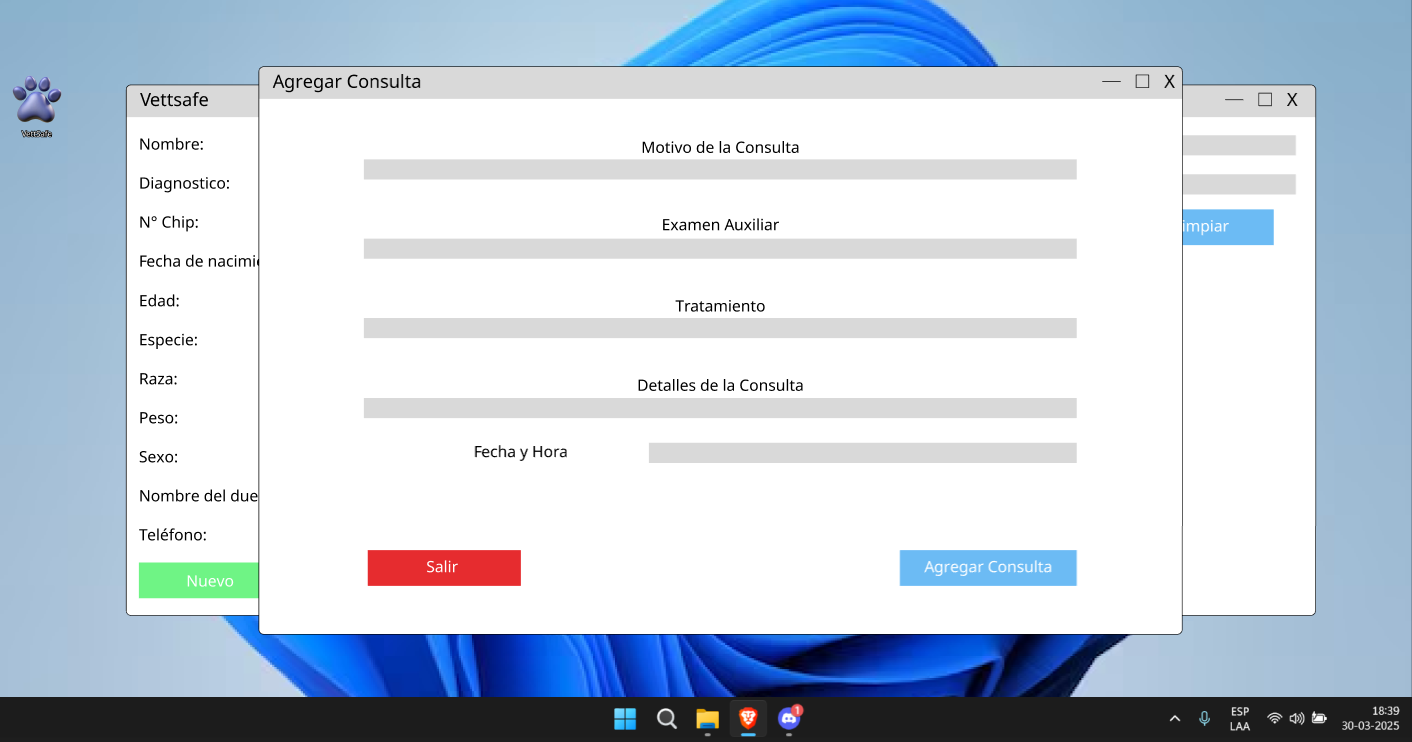 VettSafe
Vettsafe
Nombre:
Diagnostico:
N° Chip:
Fecha de nacimie
Edad:
Especie:
Raza:
Peso:
Sexo:
Nombre del due
Teléfono:
Nuevo
Agregar Consulta
X
Motivo de la Consulta
Examen Auxiliar
Tratamiento
Detalles de la Consulta
Fecha y Hora
Salir
Agregar Consulta
X
impiar
1
ESP
LAA
18:39
30-03-2025